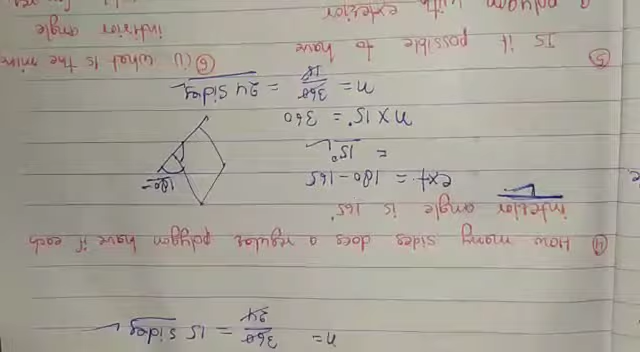 n = 360/24 = 15 sides
④ How many sides does a regular polygon have if each
interior angle is 165°
ext = 180 - 165
= 15°
180-
n × 15° = 360
n = 360/15 = 24 sides
⑤ Is it possible to have
a polygon with
exterior
⑥ (i) what is the min
interior angle